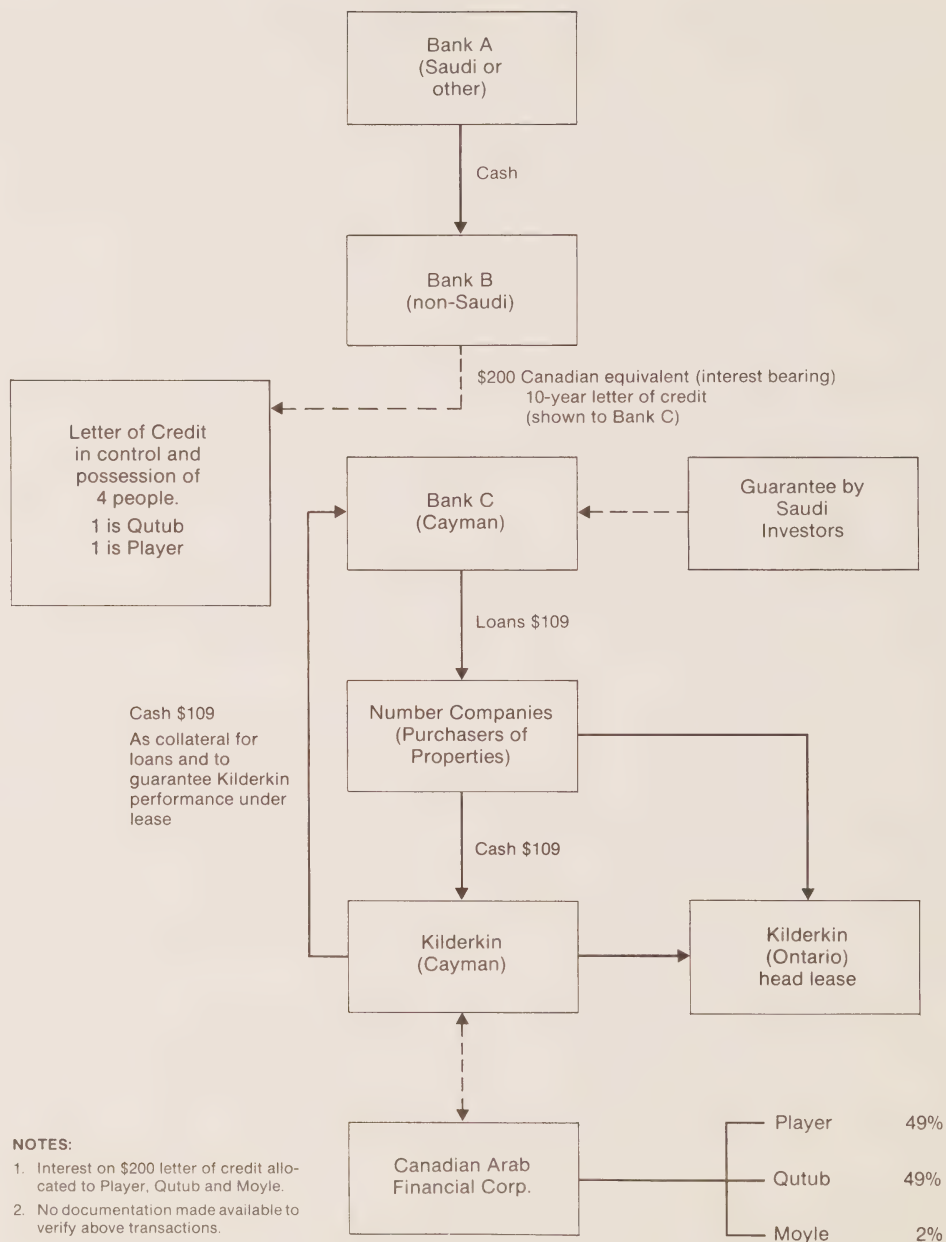 Bank A
(Saudi or
other)
Cash
Bank B
(non-Saudi)
$200 Canadian equivalent (interest bearing)
10-year letter of credit
(shown to Bank C)
Letter of Credit
in control and
possession of
4 people.
1 is Qutub
1 is Player
Bank C
(Cayman)
Guarantee by
Saudi
Investors
Loans $109
Cash $109
As collateral for
loans and to
guarantee Kilderkin
performance under
lease
Number Companies
(Purchasers of
Properties)
Cash $109
Kilderkin
(Cayman)
Kilderkin
(Ontario)
head lease
Canadian Arab
Financial Corp.
Player 49%
Qutub 49%
Moyle 2%
NOTES:
1. Interest on $200 letter of credit allo-
cated to Player, Qutub and Moyle.
2. No documentation made available to
verify above transactions.